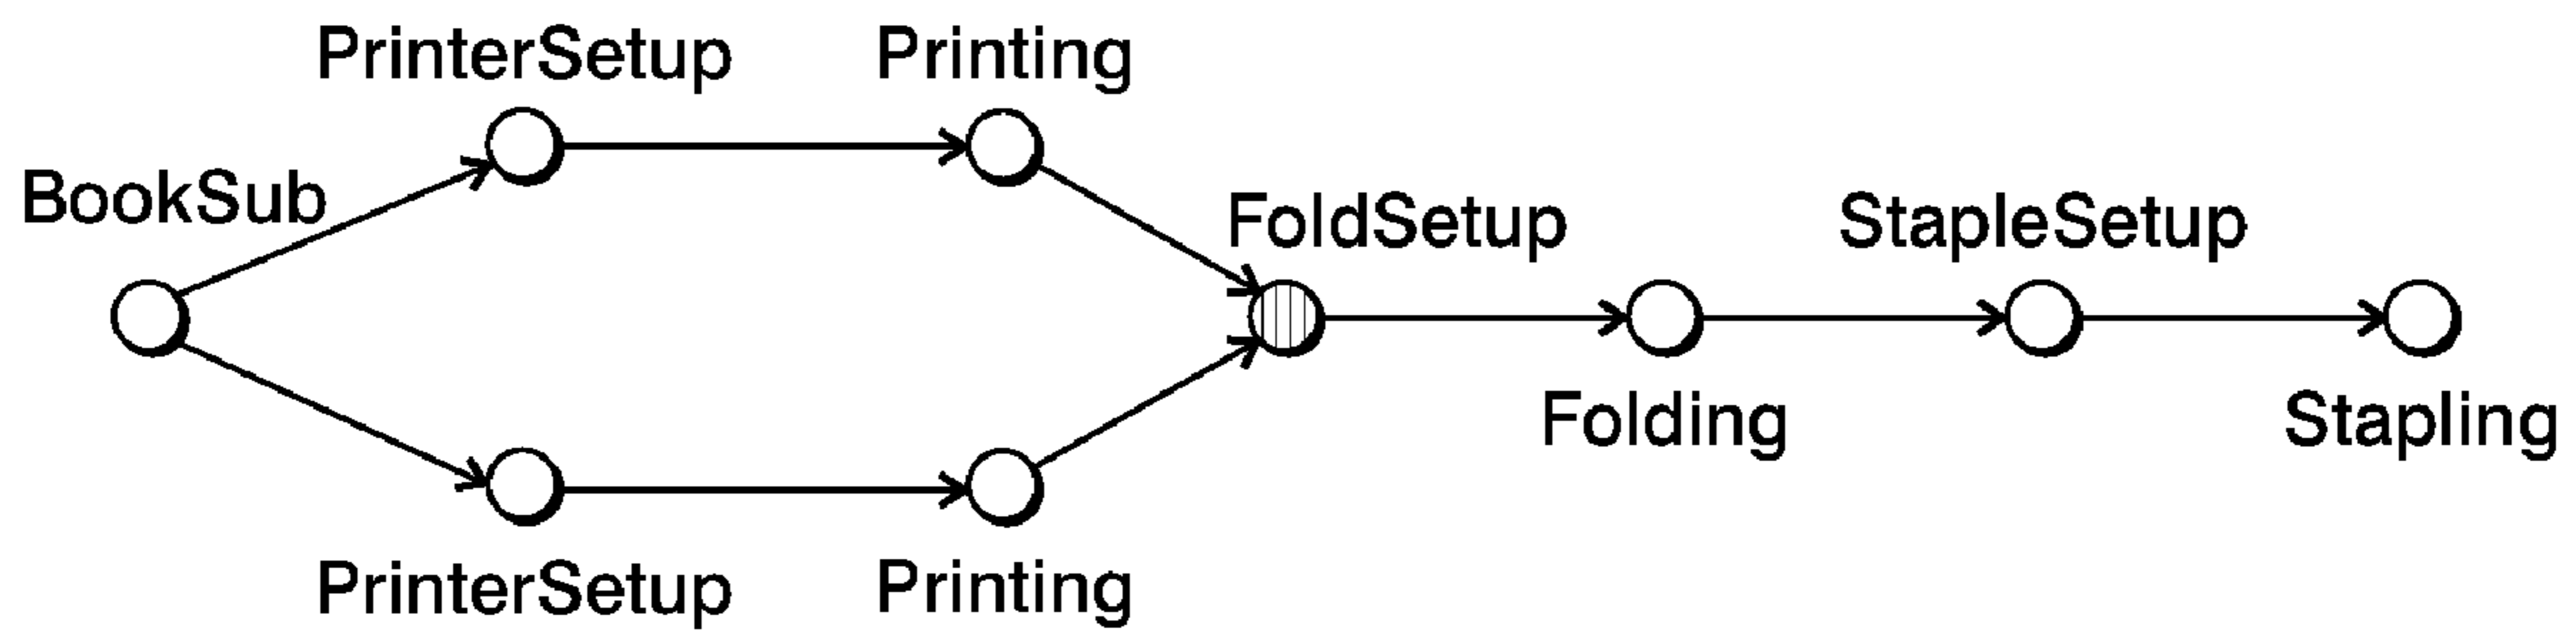 PrinterSetup
Printing
BookSub
FoldSetup
StapleSetup
Folding
Stapling
PrinterSetup
Printing